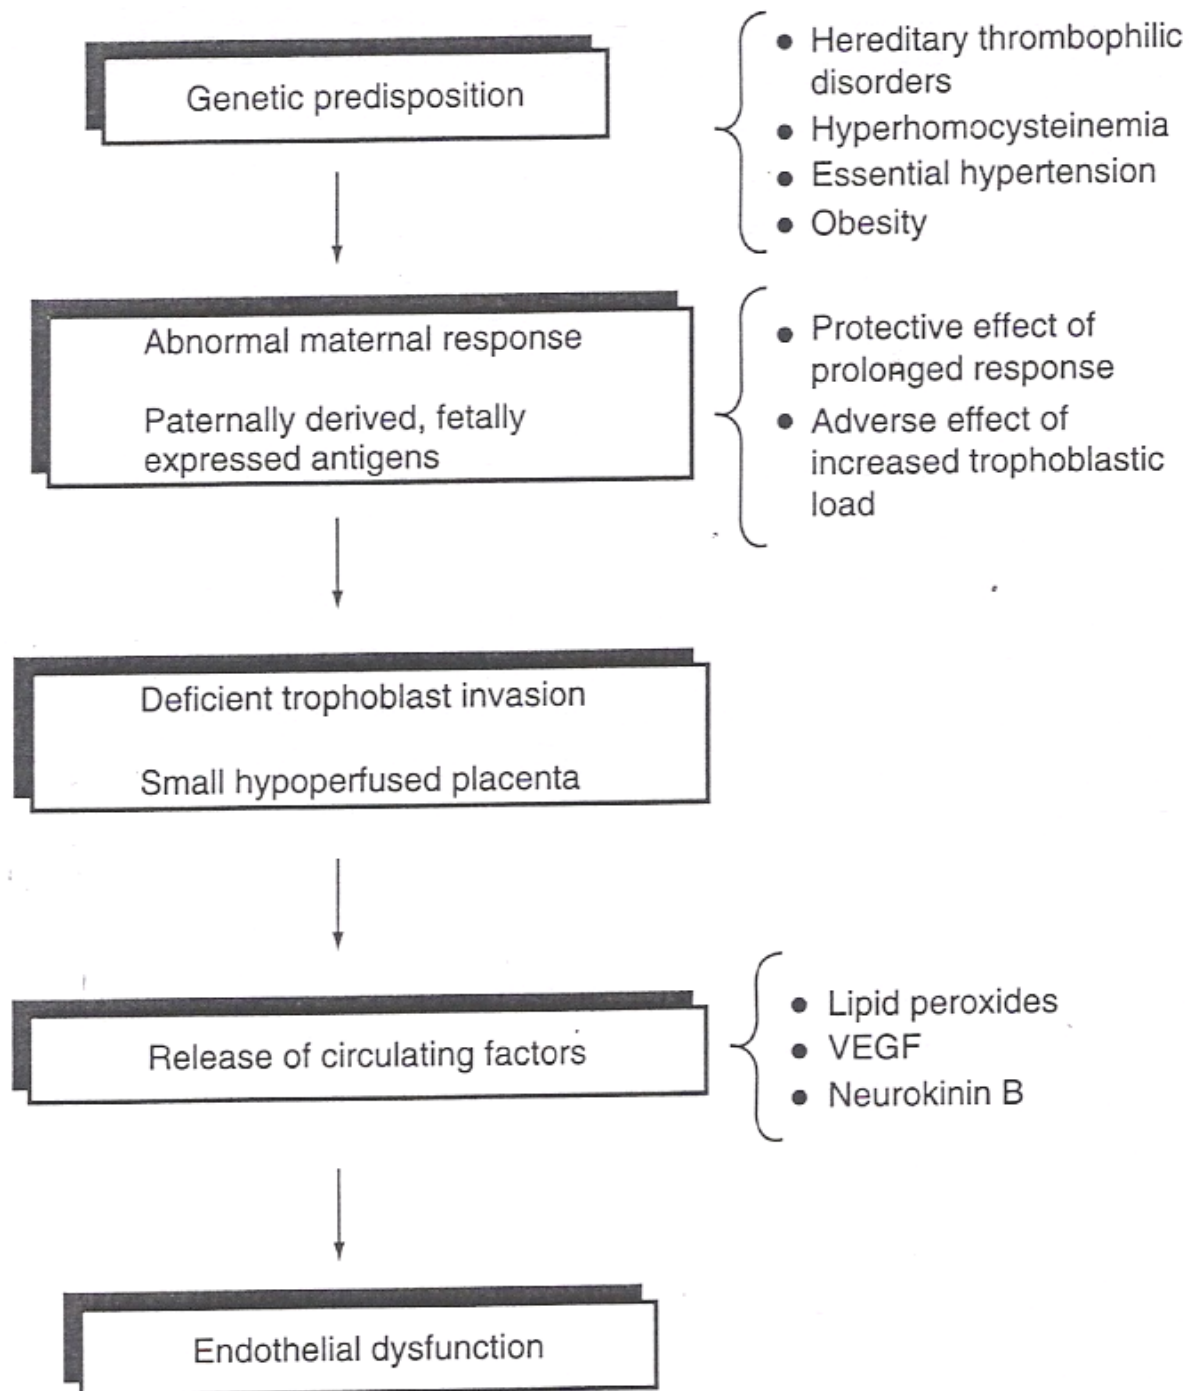 Genetic predisposition
• Hereditary thrombophilic
disorders
• Hyperhomocysteinemia
• Essential hypertension
• Obesity
Abnormal maternal response
Paternally derived, fetally
expressed antigens
• Protective effect of
prolonged response
• Adverse effect of
increased trophoblastic
load
Deficient trophoblast invasion
Small hypoperfused placenta
Release of circulating factors
• Lipid peroxides
• VEGF
• Neurokinin B
Endothelial dysfunction